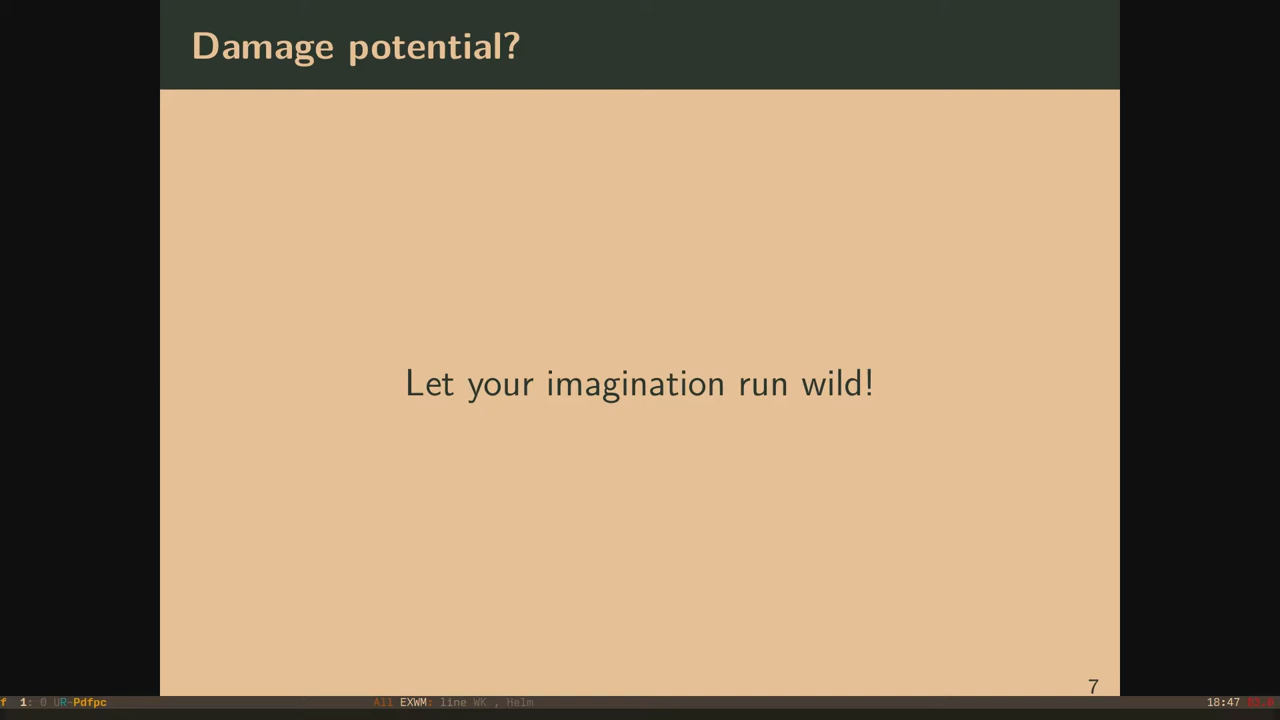 Damage potential?
Let your imagination run wild!
7
f 1: 0 UR-Pdfpc All EXWM: line WK , Helm 18:47